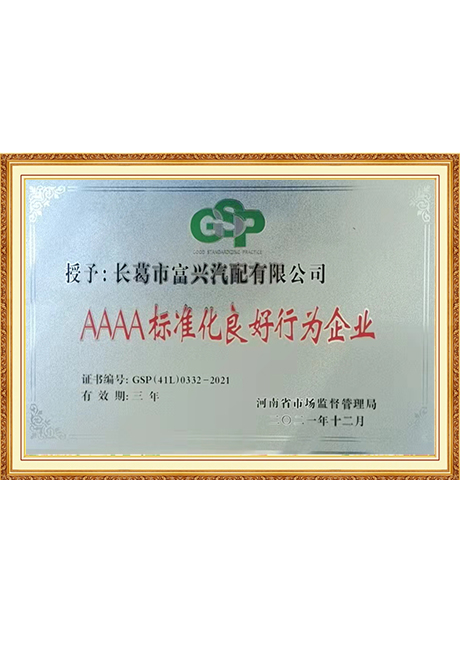 GSP
GOOD STANDARDIZING PRACTICE
授予:长葛市富兴汽配有限公司
AAAA标准化良好行为企业
证书编号: GSP(41L)0332-2021
有 效 期: 三 年
河南省市场监督管理局
二〇二一年十二月